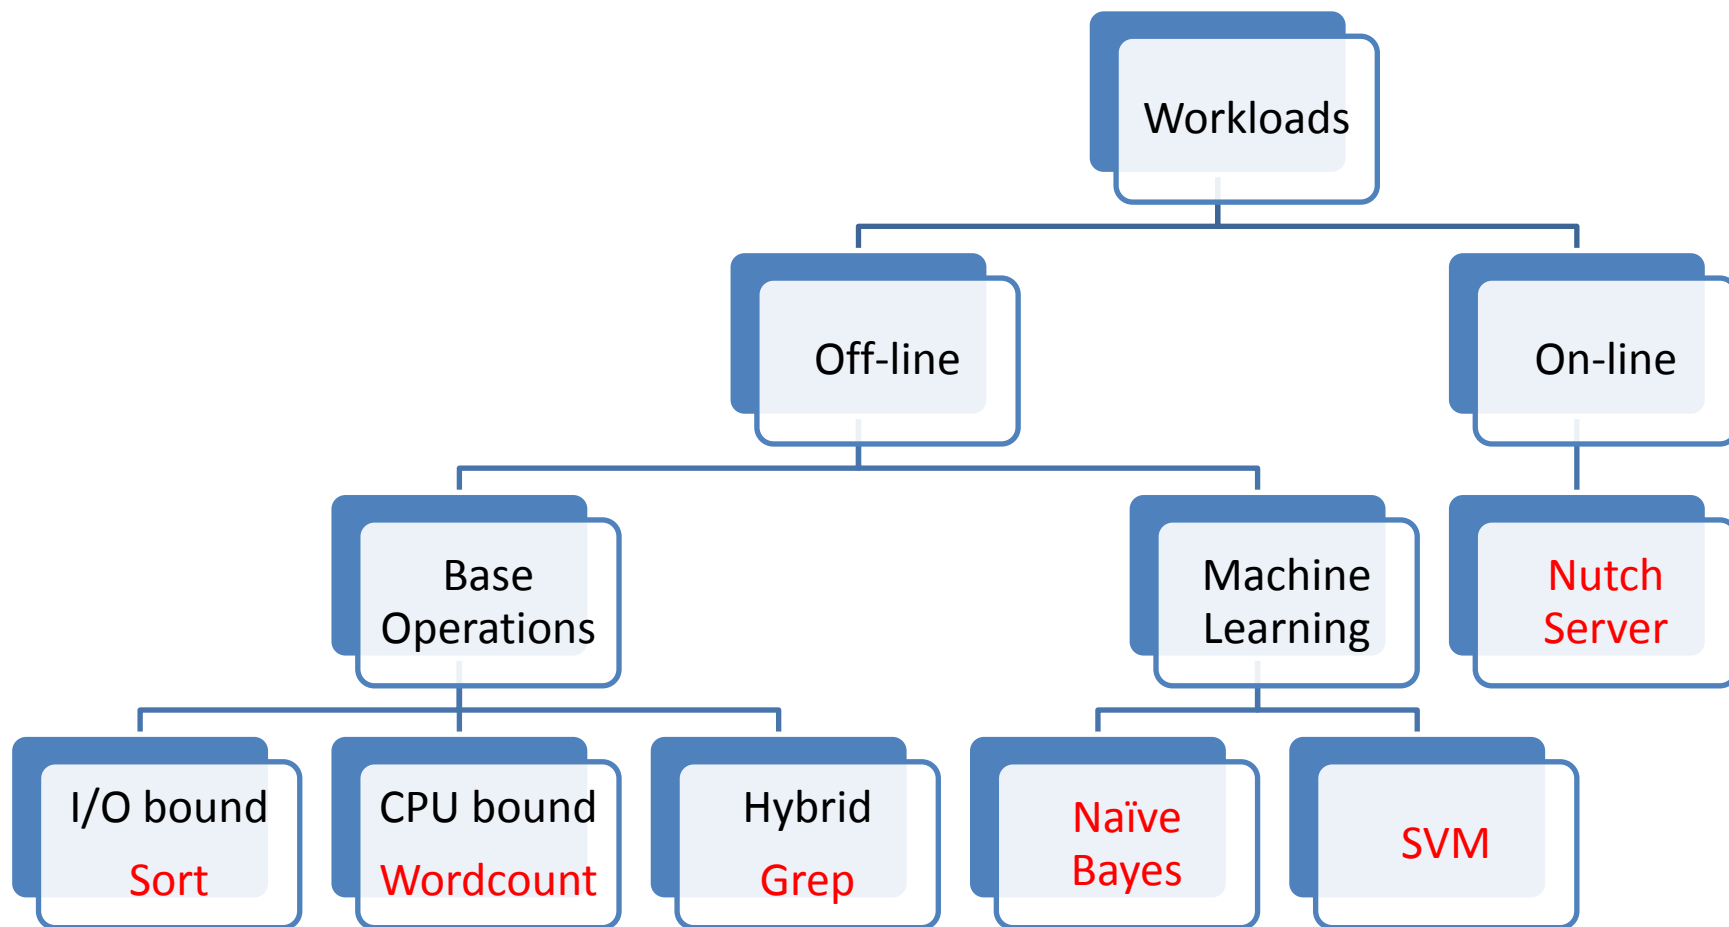 Workloads
Off-line
On-line
Base
Operations
Machine
Learning
Nutch
Server
I/O bound
Sort
CPU bound
Wordcount
Hybrid
Grep
Naïve
Bayes
SVM